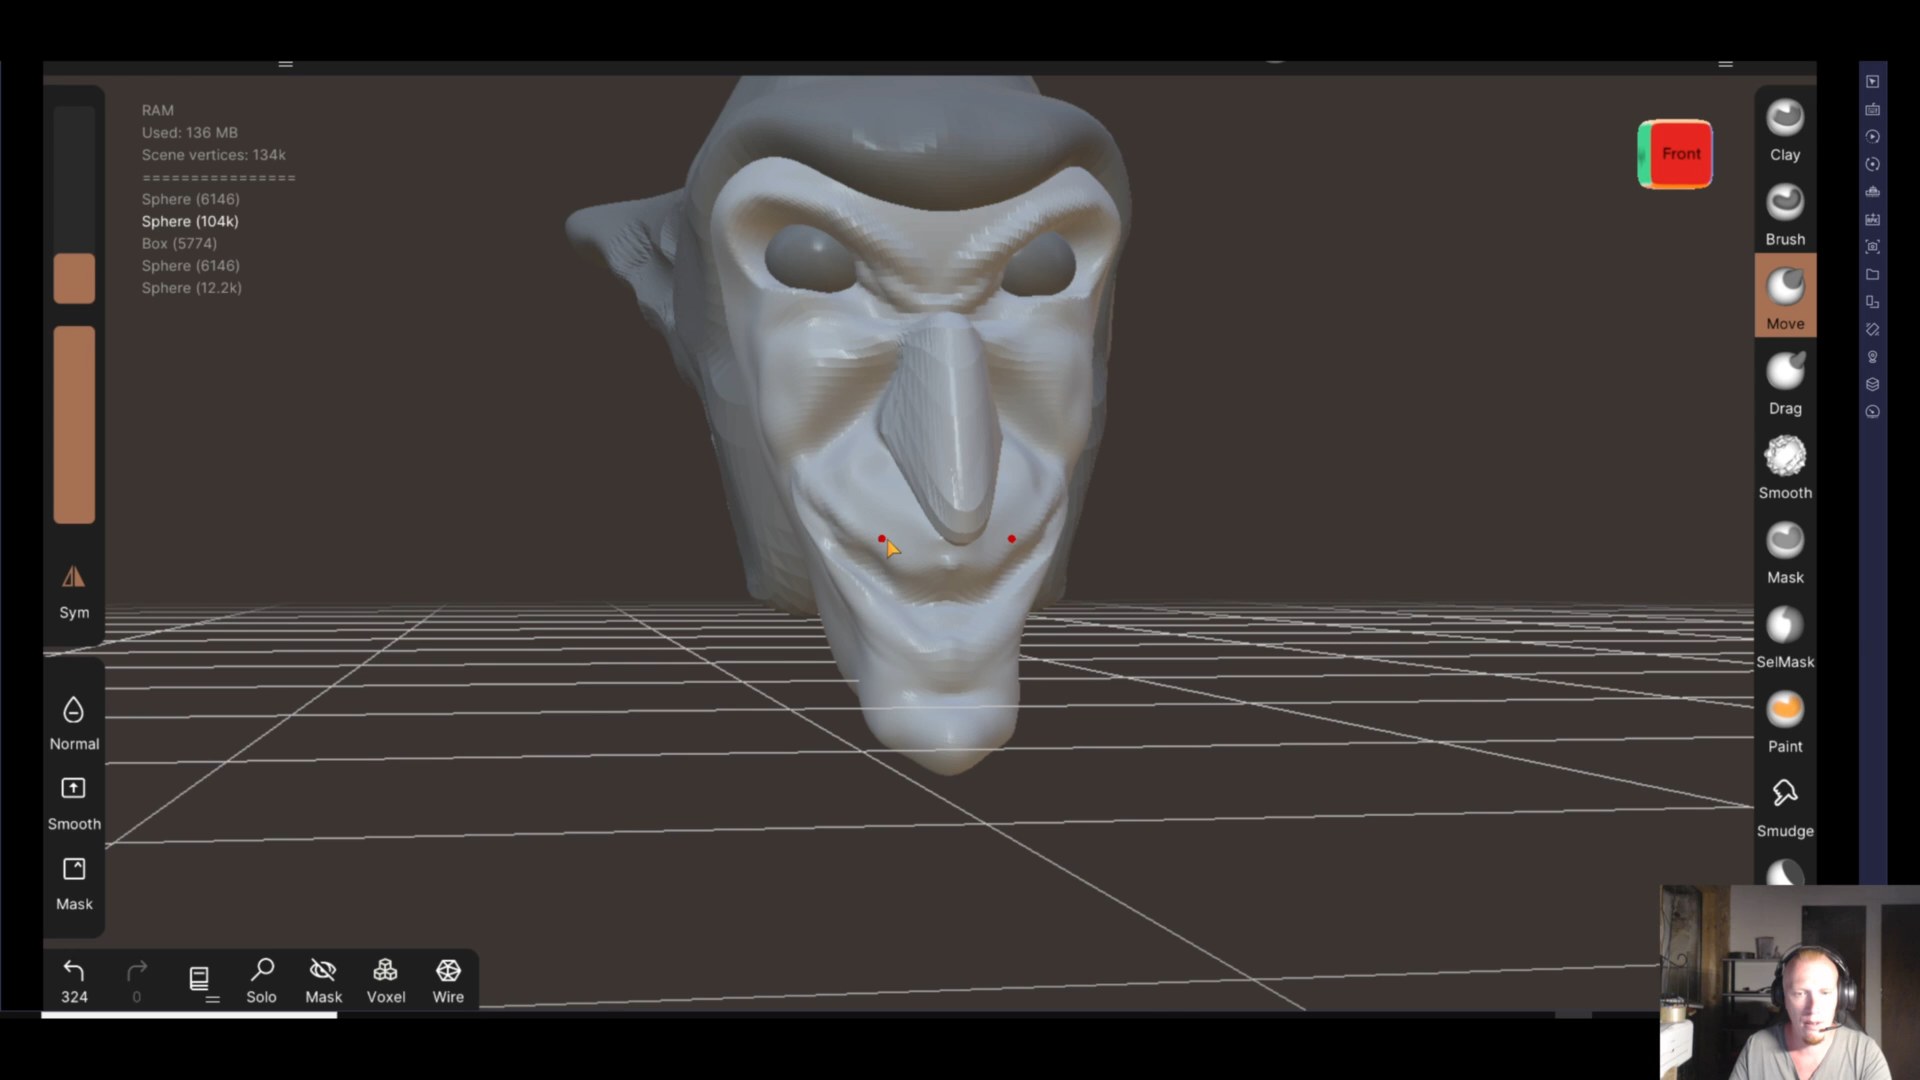 RAM
Used: 136 MB
Scene vertices: 134k
================
Sphere (6146)
Sphere (104k)
Box (5774)
Sphere (6146)
Sphere (12.2k)
Front
Clay
Brush
Move
Drag
Smooth
Mask
SelMask
Paint
Smudge
Sym
Normal
Smooth
Mask
324
0
Solo
Mask
Voxel
Wire